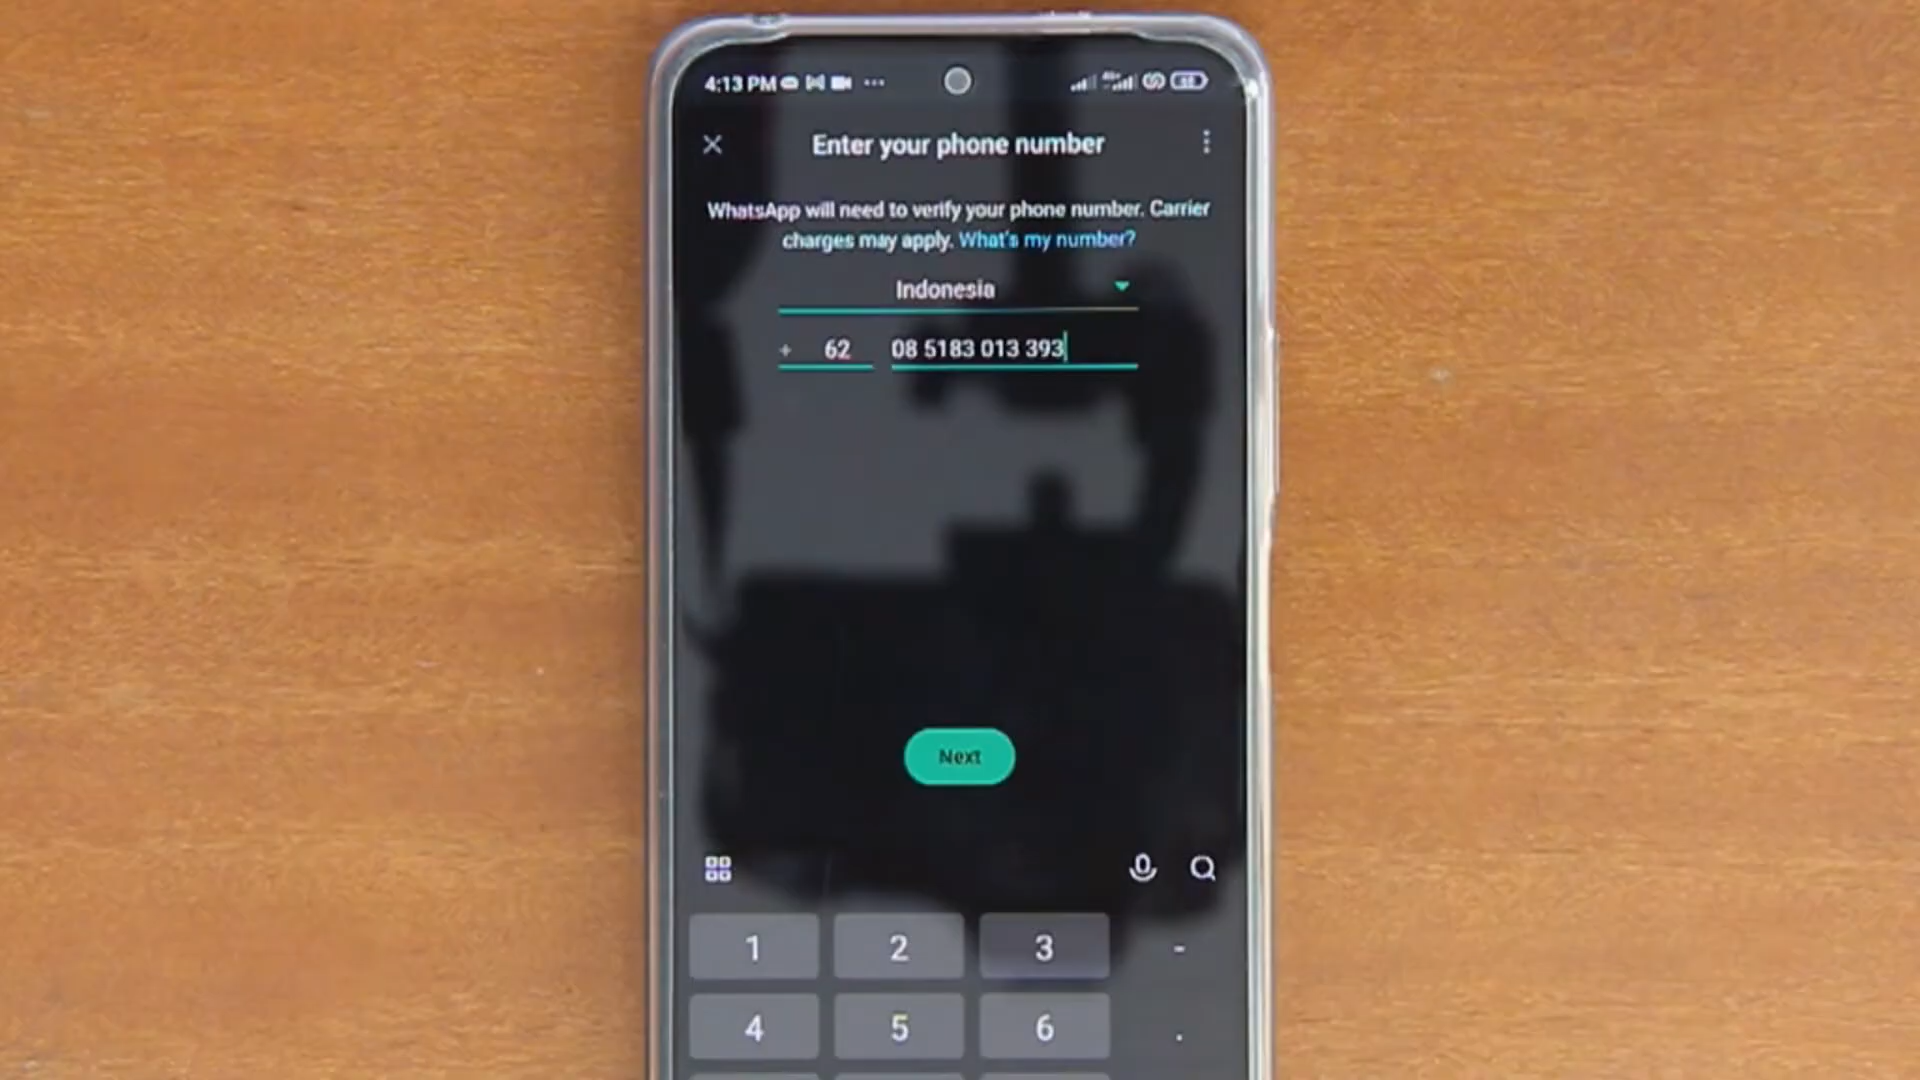 4:13 PM
Enter your phone number
WhatsApp will need to verify your phone number. Carrier
charges may apply. What's my number?
Indonesia
+ 62 08 5183 013 393
Next
1 2 3 -
4 5 6 .